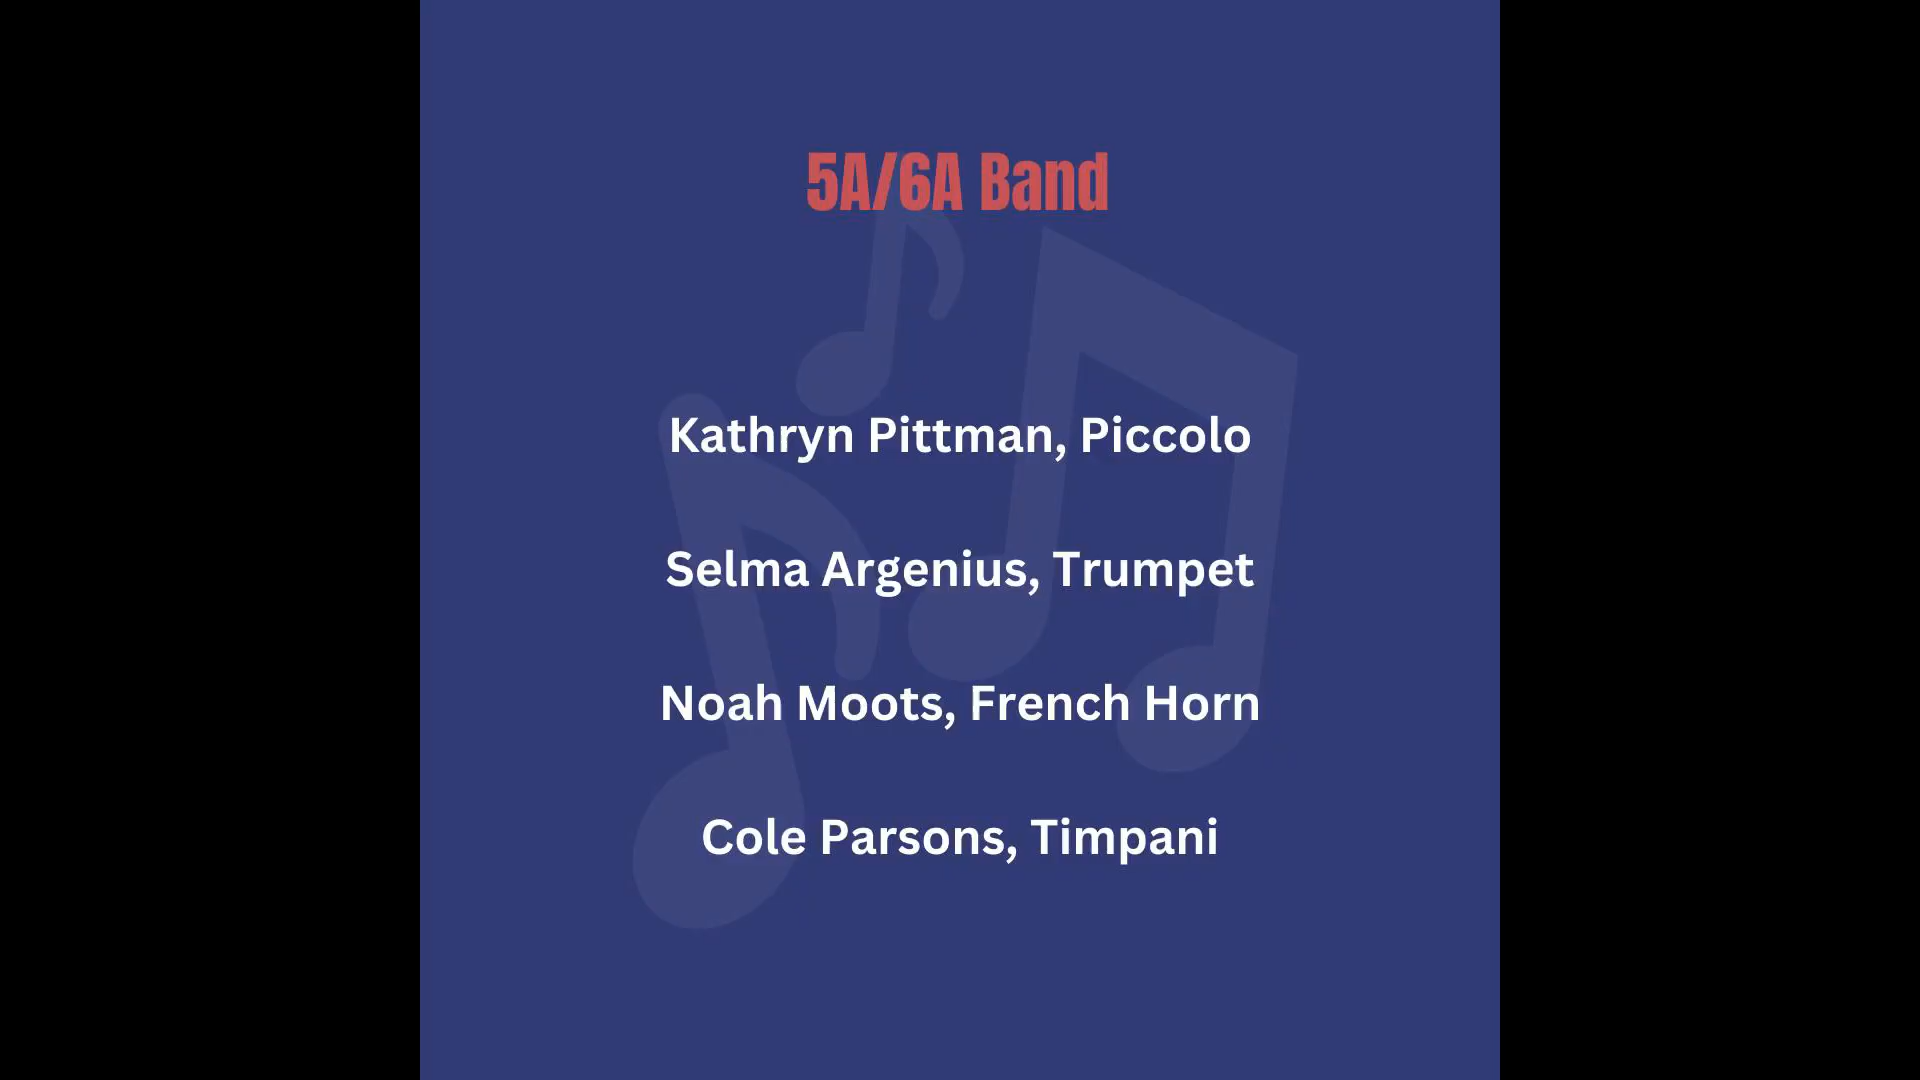 5A/6A Band
Kathryn Pittman, Piccolo
Selma Argenius, Trumpet
Noah Moots, French Horn
Cole Parsons, Timpani